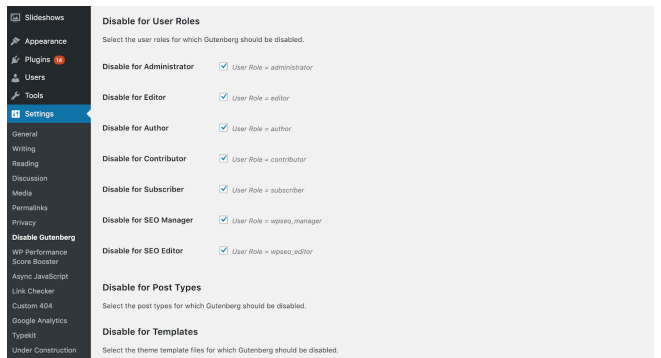 Slideshows
Appearance
Plugins 14
Users
Tools
Settings
General
Writing
Reading
Discussion
Media
Permalinks
Privacy
Disable Gutenberg
WP Performance
Score Booster
Async JavaScript
Link Checker
Custom 404
Google Analytics
Typekit
Under Construction
Disable for User Roles
Select the user roles for which Gutenberg should be disabled.
Disable for Administrator User Role = administrator
Disable for Editor User Role = editor
Disable for Author User Role = author
Disable for Contributor User Role = contributor
Disable for Subscriber User Role = subscriber
Disable for SEO Manager User Role = wpseo_manager
Disable for SEO Editor User Role = wpseo_editor
Disable for Post Types
Select the post types for which Gutenberg should be disabled.
Disable for Templates
Select the theme template files for which Gutenberg should be disabled.